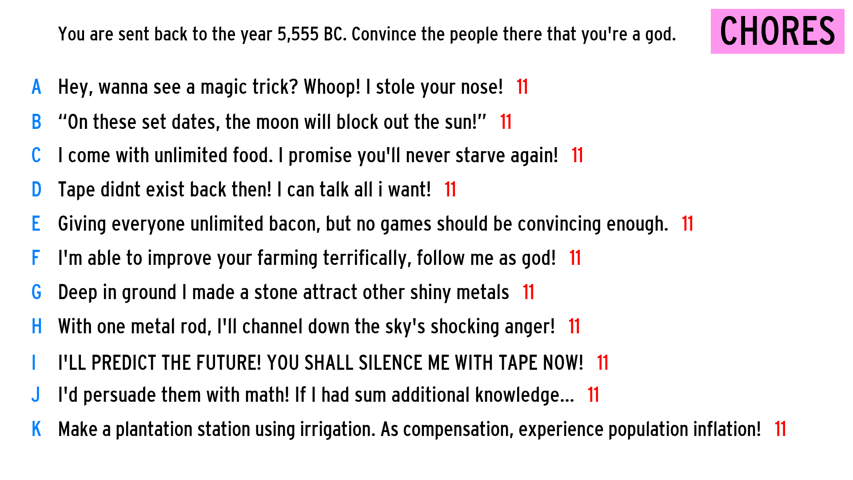 You are sent back to the year 5,555 BC. Convince the people there that you're a god.
CHORES
A Hey, wanna see a magic trick? Whoop! I stole your nose! 11
B “On these set dates, the moon will block out the sun!” 11
C I come with unlimited food. I promise you'll never starve again! 11
D Tape didnt exist back then! I can talk all i want! 11
E Giving everyone unlimited bacon, but no games should be convincing enough. 11
F I'm able to improve your farming terrifically, follow me as god! 11
G Deep in ground I made a stone attract other shiny metals 11
H With one metal rod, I'll channel down the sky's shocking anger! 11
I I'LL PREDICT THE FUTURE! YOU SHALL SILENCE ME WITH TAPE NOW! 11
J I'd persuade them with math! If I had sum additional knowledge... 11
K Make a plantation station using irrigation. As compensation, experience population inflation! 11